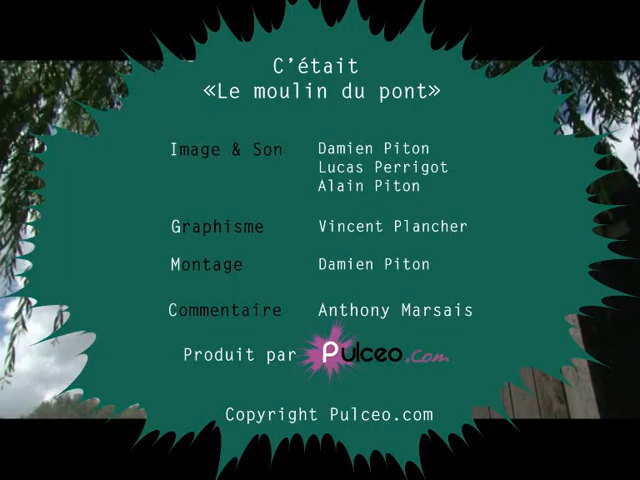 C'était
«Le moulin du pont»
Image & Son Damien Piton
Lucas Perrigot
Alain Piton
Graphisme Vincent Plancher
Montage Damien Piton
Commentaire Anthony Marsais
Produit par Pulceo.com
Copyright Pulceo.com